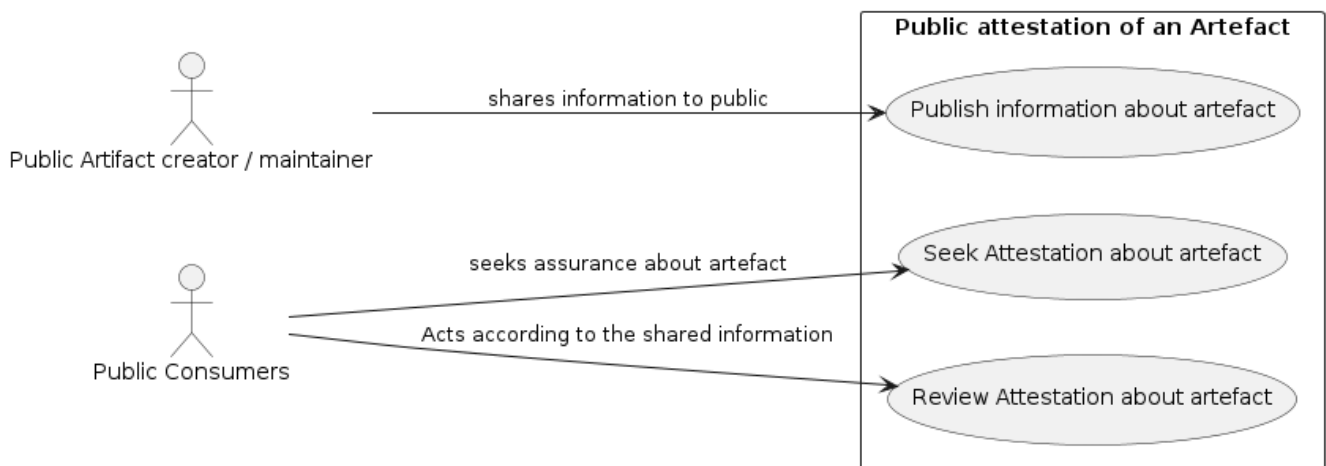 Public attestation of an Artefact
shares information to public
Publish information about artefact
Public Artifact creator / maintainer
seeks assurance about artefact
Seek Attestation about artefact
Acts according to the shared information
Public Consumers
Review Attestation about artefact